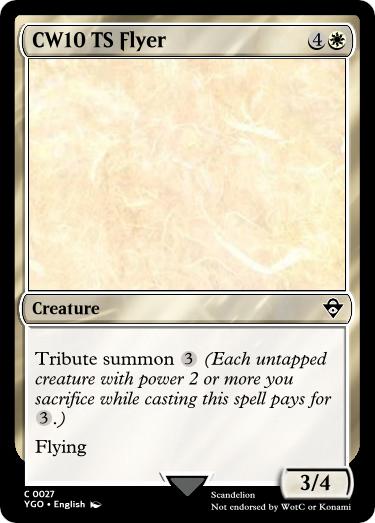 CW10 TS Flyer 4
Creature
Tribute summon 3 (Each untapped
creature with power 2 or more you
sacrifice while casting this spell pays for
3.)
Flying
3/4
C 0027
YGO • English
Scandelion
Not endorsed by WotC or Konami